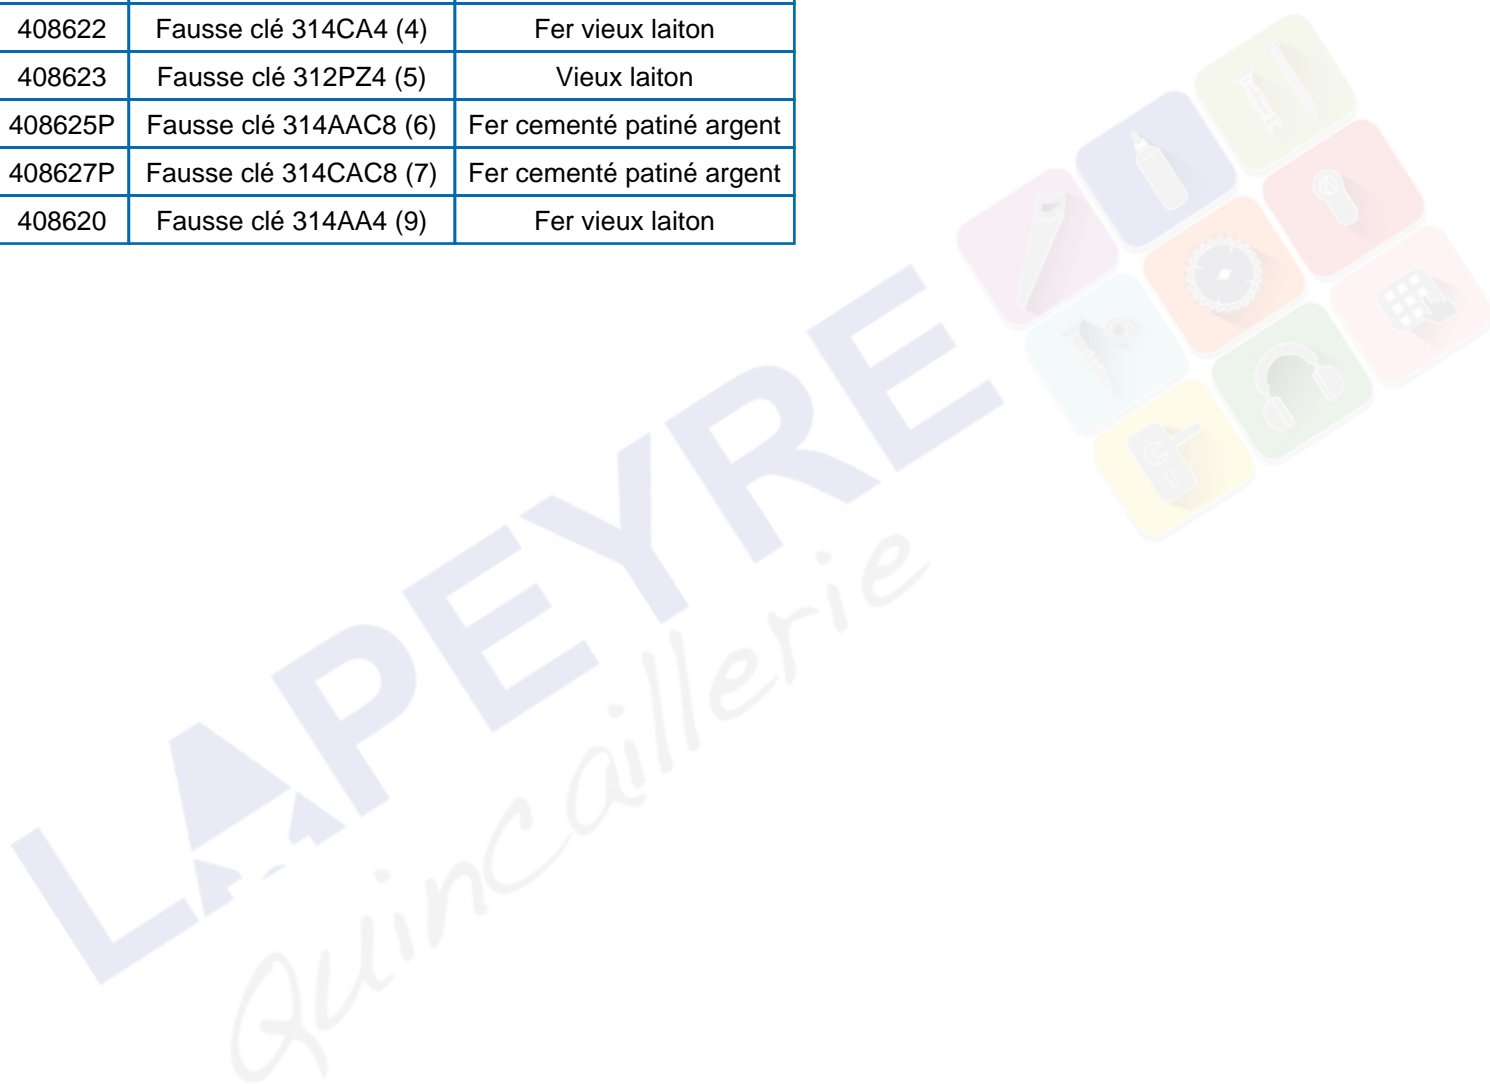 408622 Fausse clé 314CA4 (4) Fer vieux laiton
408623 Fausse clé 312PZ4 (5) Vieux laiton
408625P Fausse clé 314AAC8 (6) Fer cementé patiné argent
408627P Fausse clé 314CAC8 (7) Fer cementé patiné argent
408620 Fausse clé 314AA4 (9) Fer vieux laiton
LAPEYRE
Quincaillerie